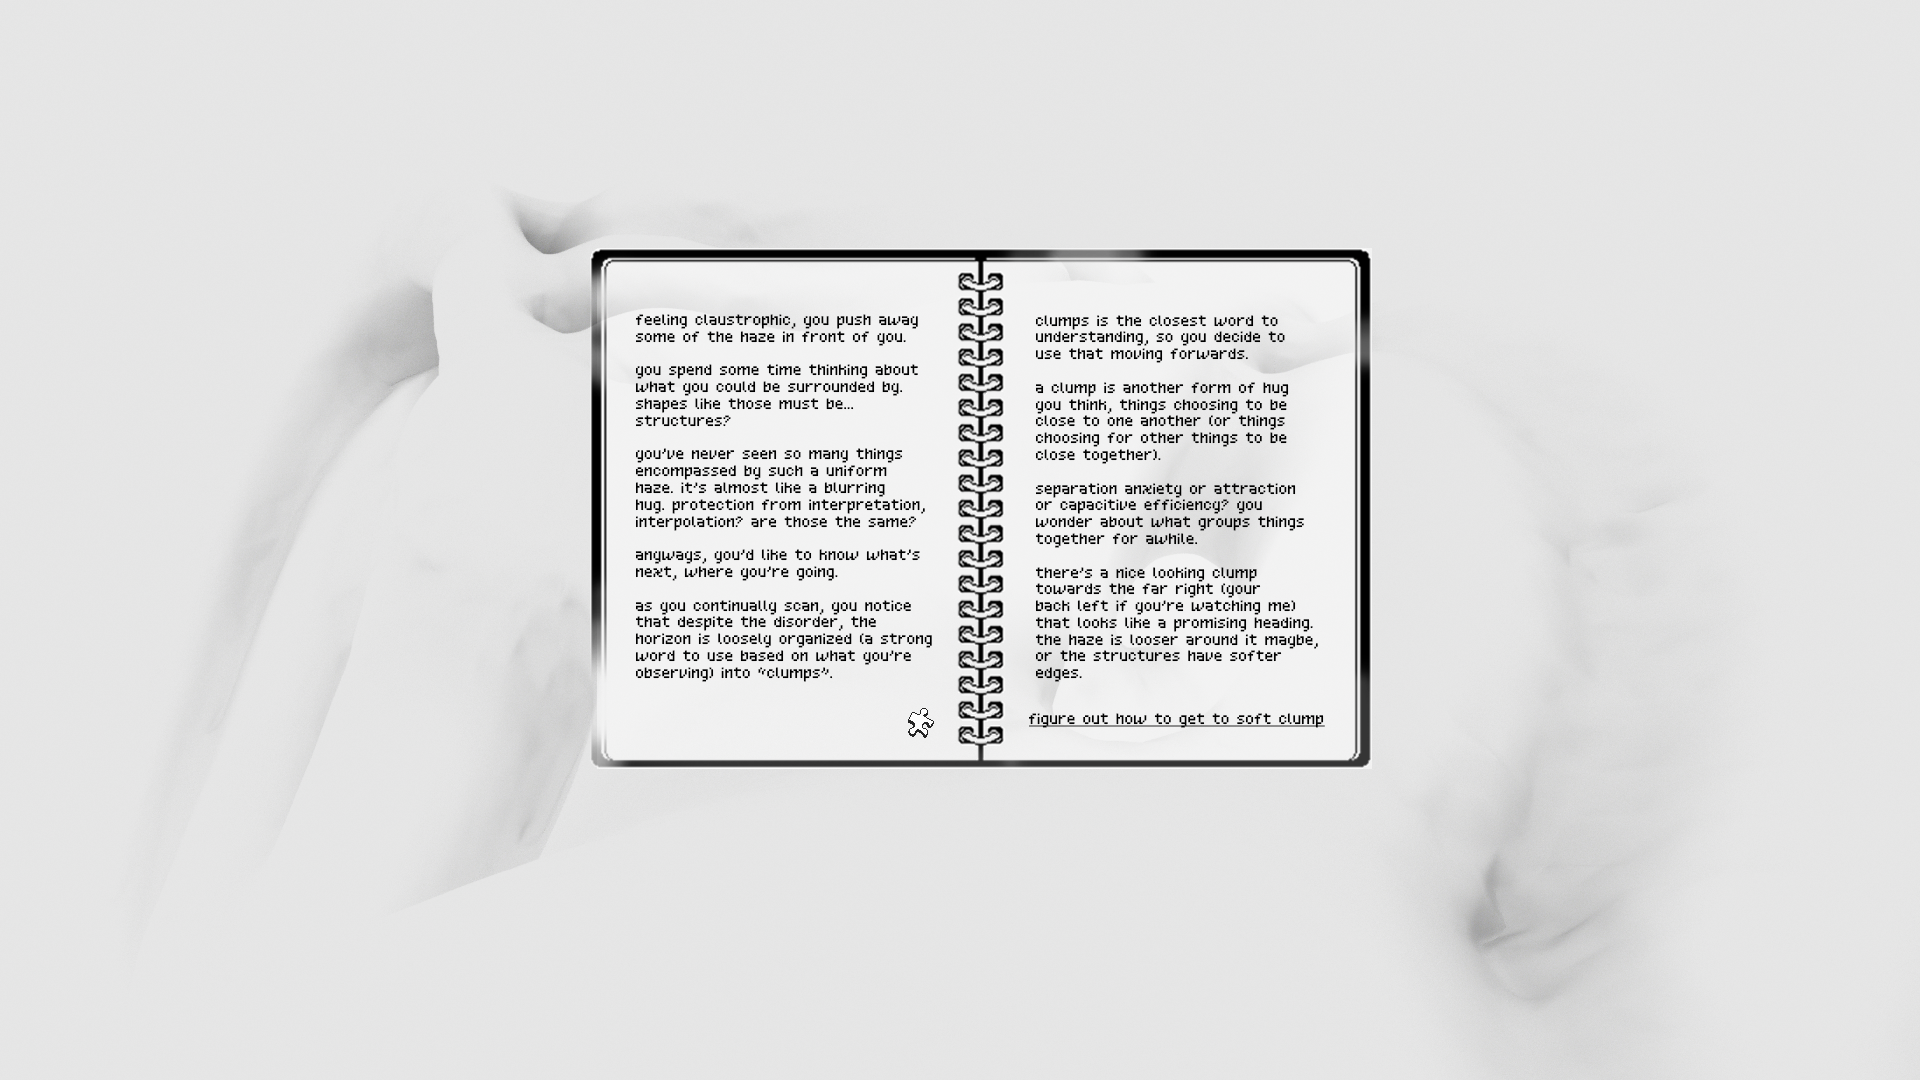 feeling claustrophic, you push away
some of the haze in front of you.
you spend some time thinking about
what you could be surrounded by.
shapes like those must be...
structures?
you've never seen so many things
encompassed by such a uniform
haze. it's almost like a blurring
hug. protection from interpretation,
interpolation? are those the same?
anyways, you'd like to know what's
next, where you're going.
as you continually scan, you notice
that despite the disorder, the
horizon is loosely organized (a strong
word to use based on what you're
observing) into "clumps".
clumps is the closest word to
understanding, so you decide to
use that moving forwards.
a clump is another form of hug
you think, things choosing to be
close to one another (or things
choosing for other things to be
close together).
separation anxiety or attraction
or capacitive efficiency? you
wonder about what groups things
together for awhile.
there's a nice looking clump
towards the far right (your
back left if you're watching me)
that looks like a promising heading.
the haze is looser around it maybe,
or the structures have softer
edges.
figure out how to get to soft clump